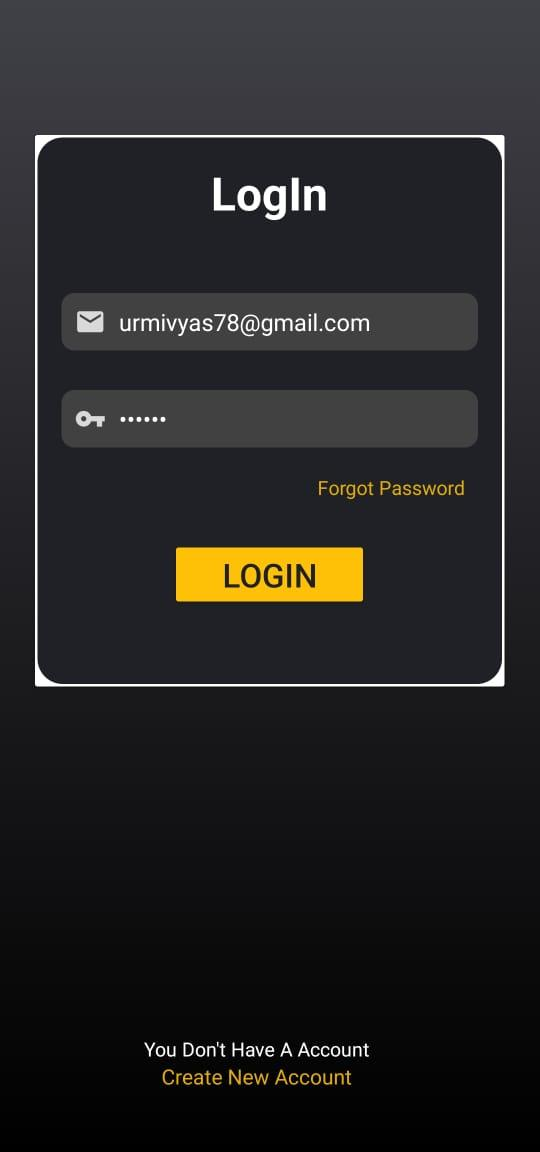 LogIn
urmivyas78@gmail.com
••••••
Forgot Password
LOGIN
You Don't Have A Account
Create New Account